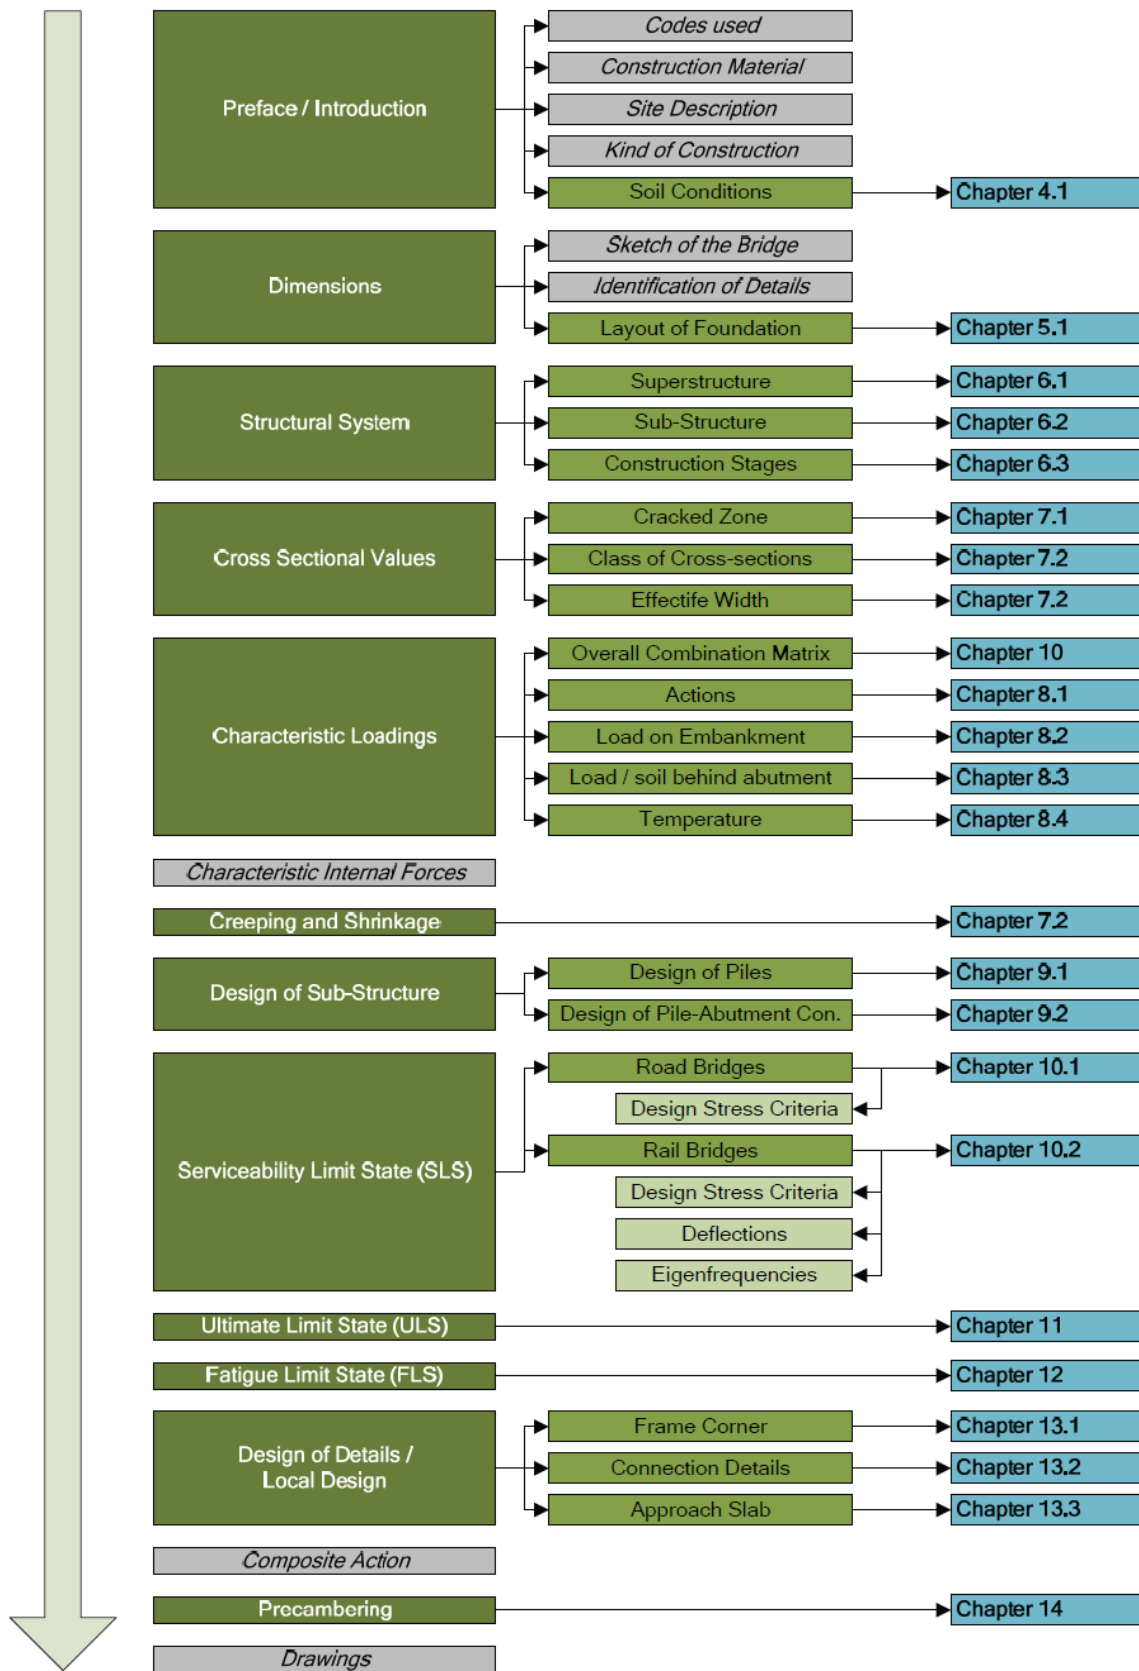 Preface / Introduction
Codes used
Construction Material
Site Description
Kind of Construction
Soil Conditions
Chapter 4.1
Dimensions
Sketch of the Bridge
Identification of Details
Layout of Foundation
Chapter 5.1
Structural System
Superstructure
Chapter 6.1
Sub-Structure
Chapter 6.2
Construction Stages
Chapter 6.3
Cross Sectional Values
Cracked Zone
Chapter 7.1
Class of Cross-sections
Chapter 7.2
Effectife Width
Chapter 7.2
Characteristic Loadings
Overall Combination Matrix
Chapter 10
Actions
Chapter 8.1
Load on Embankment
Chapter 8.2
Load / soil behind abutment
Chapter 8.3
Temperature
Chapter 8.4
Characteristic Internal Forces
Creeping and Shrinkage
Chapter 7.2
Design of Sub-Structure
Design of Piles
Chapter 9.1
Design of Pile-Abutment Con.
Chapter 9.2
Serviceability Limit State (SLS)
Road Bridges
Chapter 10.1
Design Stress Criteria
Rail Bridges
Chapter 10.2
Design Stress Criteria
Deflections
Eigenfrequencies
Ultimate Limit State (ULS)
Chapter 11
Fatigue Limit State (FLS)
Chapter 12
Design of Details /
Local Design
Frame Corner
Chapter 13.1
Connection Details
Chapter 13.2
Approach Slab
Chapter 13.3
Composite Action
Precambering
Chapter 14
Drawings